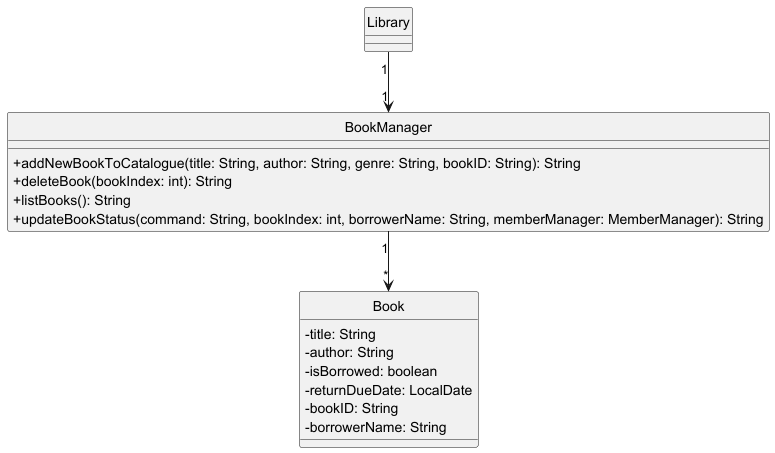 Library
1
1
BookManager
+addNewBookToCatalogue(title: String, author: String, genre: String, bookID: String): String
+deleteBook(bookIndex: int): String
+listBooks(): String
+updateBookStatus(command: String, bookIndex: int, borrowerName: String, memberManager: MemberManager): String
1
*
Book
-title: String
-author: String
-isBorrowed: boolean
-returnDueDate: LocalDate
-bookID: String
-borrowerName: String